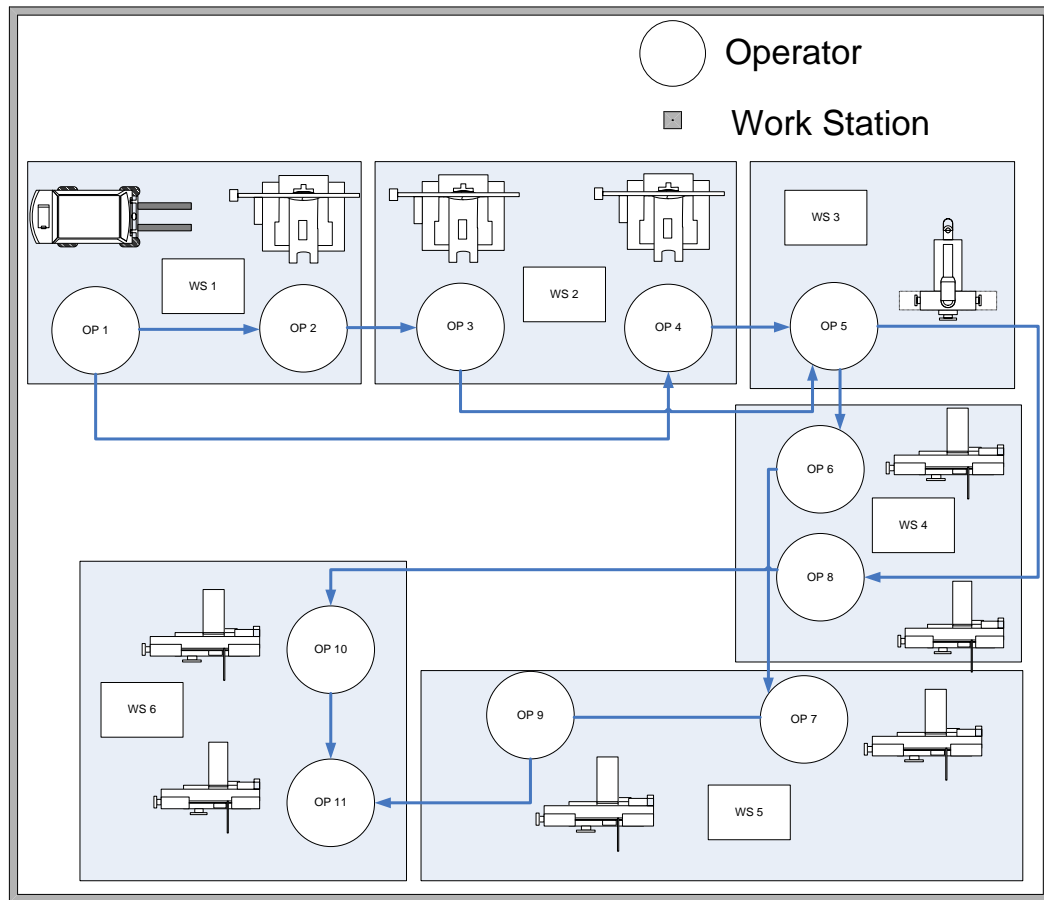 Operator
Work Station
WS 3
WS 1
WS 2
OP 1
OP 2
OP 3
OP 4
OP 5
OP 6
WS 4
OP 8
OP 10
WS 6
OP 9
OP 7
OP 11
WS 5